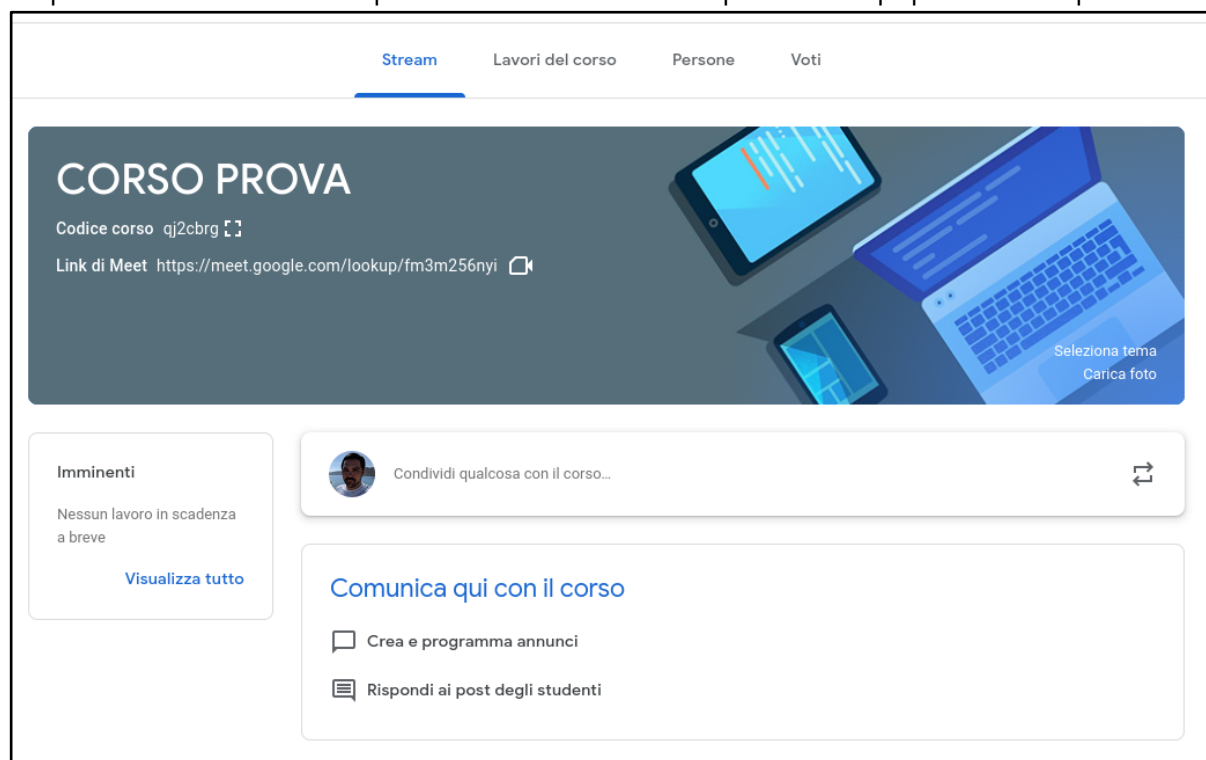 Stream Lavori del corso Persone Voti
CORSO PROVA
Codice corso qj2cbrg
Link di Meet https://meet.google.com/lookup/fm3m256nyi
Seleziona tema
Carica foto
Imminenti
Nessun lavoro in scadenza
a breve
Visualizza tutto
Condividi qualcosa con il corso...
Comunica qui con il corso
Crea e programma annunci
Rispondi ai post degli studenti